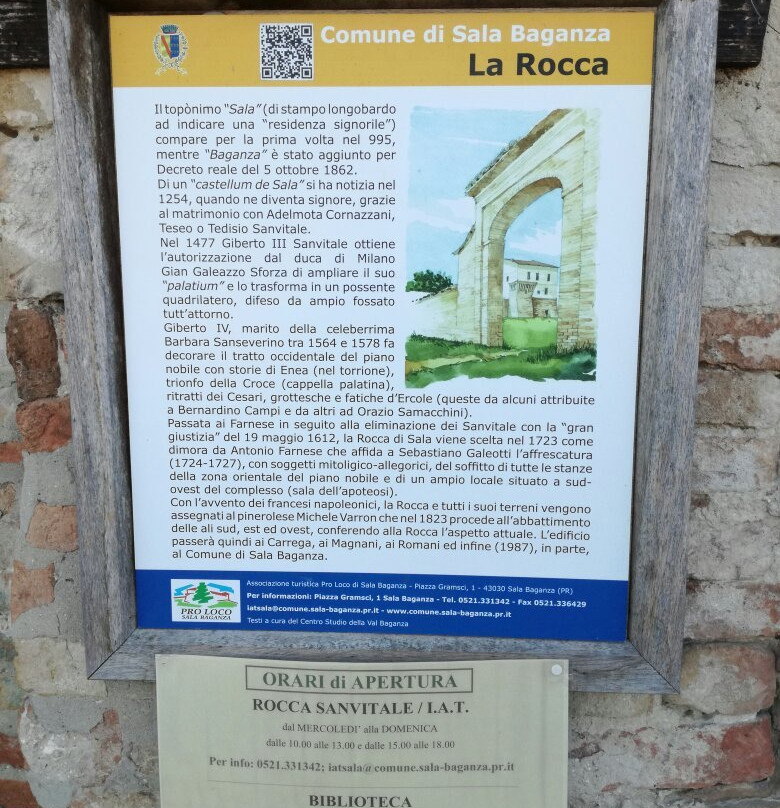 Comune di Sala Baganza
La Rocca
Il topònimo "Sala" (di stampo longobardo
ad indicare una "residenza signorile")
compare per la prima volta nel 995,
mentre "Baganza" è stato aggiunto per
Decreto reale del 5 ottobre 1862.
Di un "castellum de Sala" si ha notizia nel
1254, quando ne diventa signore, grazie
al matrimonio con Adelmota Cornazzani,
Teseo o Tedisio Sanvitale.
Nel 1477 Giberto III Sanvitale ottiene
l'autorizzazione dal duca di Milano
Gian Galeazzo Sforza di ampliare il suo
"palatium" e lo trasforma in un possente
quadrilatero, difeso da ampio fossato
tutt'attorno.
Giberto IV, marito della celeberrima
Barbara Sanseverino tra 1564 e 1578 fa
decorare il tratto occidentale del piano
nobile con storie di Enea (nel torrione),
trionfo della Croce (cappella palatina),
ritratti dei Cesari, grottesche e fatiche d'Ercole (queste da alcuni attribuite
a Bernardino Campi e da altri ad Orazio Samacchini).
Passata ai Farnese in seguito alla eliminazione dei Sanvitale con la "gran
giustizia" del 19 maggio 1612, la Rocca di Sala viene scelta nel 1723 come
dimora da Antonio Farnese che affida a Sebastiano Galeotti l'affrescatura
(1724-1727), con soggetti mitoligico-allegorici, del soffitto di tutte le stanze
della zona orientale del piano nobile e di un ampio locale situato a sud-
ovest del complesso (sala dell'apoteosi).
Con l'avvento dei francesi napoleonici, la Rocca e tutti i suoi terreni vengono
assegnati al pinerolese Michele Varron che nel 1823 procede all'abbattimento
delle ali sud, est ed ovest, conferendo alla Rocca l'aspetto attuale. L'edificio
passerà quindi ai Carrega, ai Magnani, ai Romani ed infine (1987), in parte,
al Comune di Sala Baganza.
PRO LOCO
SALA BAGANZA
Associazione turistica Pro Loco di Sala Baganza - Piazza Gramsci, 1 - 43030 Sala Baganza (PR)
Per informazioni: Piazza Gramsci, 1 Sala Baganza - Tel. 0521.331342 - Fax 0521.336429
iatsala@comune.sala-baganza.pr.it - www.comune.sala-baganza.pr.it
Testi a cura del Centro Studio della Val Baganza
ORARI di APERTURA
ROCCA SANVITALE / I.A.T.
dal MERCOLEDI' alla DOMENICA
dalle 10.00 alle 13.00 e dalle 15.00 alle 18.00
Per info: 0521.331342; iatsala@comune.sala-baganza.pr.it
BIBLIOTECA